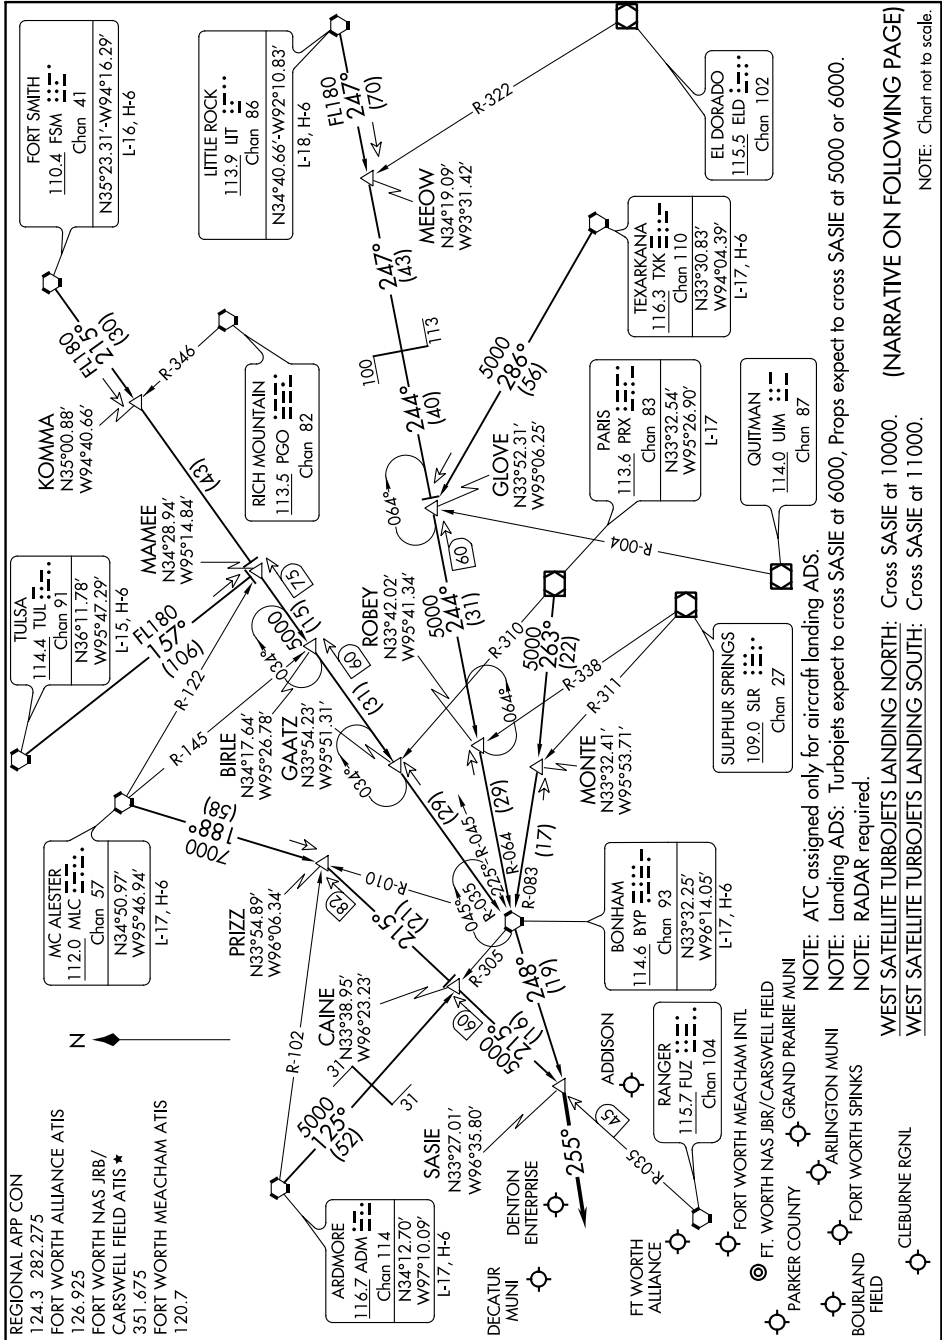 REGIONAL APP CON
124.3 282.275
FORT WORTH ALLIANCE ATIS
126.925
FORT WORTH NAS JRB/
CARSWELL FIELD ATIS★
351.675
FORT WORTH MEACHAM ATIS
120.7
N
MC ALESTER
112.0 MLC
Chan 57
N34°50.97'
W95°46.94'
L-17, H-6
TULSA
114.4 TUL
Chan 91
N36°11.78'
W95°47.29'
L-15, H-6
FORT SMITH
110.4 FSM
Chan 41
N35°23.31'-W94°16.29'
L-16, H-6
LITTLE ROCK
113.9 LIT
Chan 86
N34°40.66'-W92°10.83'
L-18, H-6
RICH MOUNTAIN
113.5 PGO
Chan 82
EL DORADO
115.5 ELD
Chan 102
TEXARKANA
116.3 TXK
Chan 110
N33°30.83'
W94°04.39'
L-17, H-6
PARIS
113.6 PRX
Chan 83
N33°32.54'
W95°26.90'
L-17
QUITMAN
114.0 UIM
Chan 87
SULPHUR SPRINGS
109.0 SLR
Chan 27
BONHAM
114.6 BYP
Chan 93
N33°32.25'
W96°14.05'
L-17, H-6
RANGER
115.7 FUZ
Chan 104
ARDMORE
116.7 ADM
Chan 114
N34°12.70'
W97°10.09'
L-17, H-6
KOMMA
N35°00.88'
W94°40.66'
MAMEE
N34°28.94'
W95°14.84'
BIRLE
N34°17.64'
W95°26.78'
GAATZ
N33°54.23'
W95°51.31'
ROBEY
N33°42.02'
W95°41.34'
GLOVE
N33°52.31'
W95°06.25'
MEEOW
N34°19.09'
W93°31.42'
MONTE
N33°32.41'
W95°53.71'
PRIZZ
N33°54.89'
W96°06.34'
CAINE
N33°38.95'
W96°23.23'
SASIE
N33°27.01'
W96°35.80'
FL180
215°
(30)
R-346
(43)
FL180
157°
(106)
R-122
R-145
75
5000
(15)
034°
60
(31)
034°
R-310
(29)
FL180
247°
(70)
R-322
247°
(43)
100
113
244°
(40)
064°
5000
286°
(56)
R-004
60
5000
244°
(31)
064°
R-338
(29)
R-064
5000
263°
(22)
R-311
(17)
R-083
7000
188°
(58)
R-010
82
R-102
215°
(21)
045°
R-035
225°-R-045
R-305
5000
125°
(52)
31
31
60
5000
215°
(16)
248°
(19)
255°
45
R-035
ADDISON
DENTON
ENTERPRISE
DECATUR
MUNI
FT WORTH
ALLIANCE
FORT WORTH MEACHAM INTL
FT. WORTH NAS JBR/CARSWELL FIELD
GRAND PRAIRIE MUNI
PARKER COUNTY
ARLINGTON MUNI
FORT WORTH SPINKS
BOURLAND
FIELD
CLEBURNE RGNL
NOTE: ATC assigned only for aircraft landing ADS.
NOTE: Landing ADS: Turbojets expect to cross SASIE at 6000, Props expect to cross SASIE at 5000 or 6000.
NOTE: RADAR required.
WEST SATELLITE TURBOJETS LANDING NORTH: Cross SASIE at 10000.
WEST SATELLITE TURBOJETS LANDING SOUTH: Cross SASIE at 11000.
(NARRATIVE ON FOLLOWING PAGE)
NOTE: Chart not to scale.